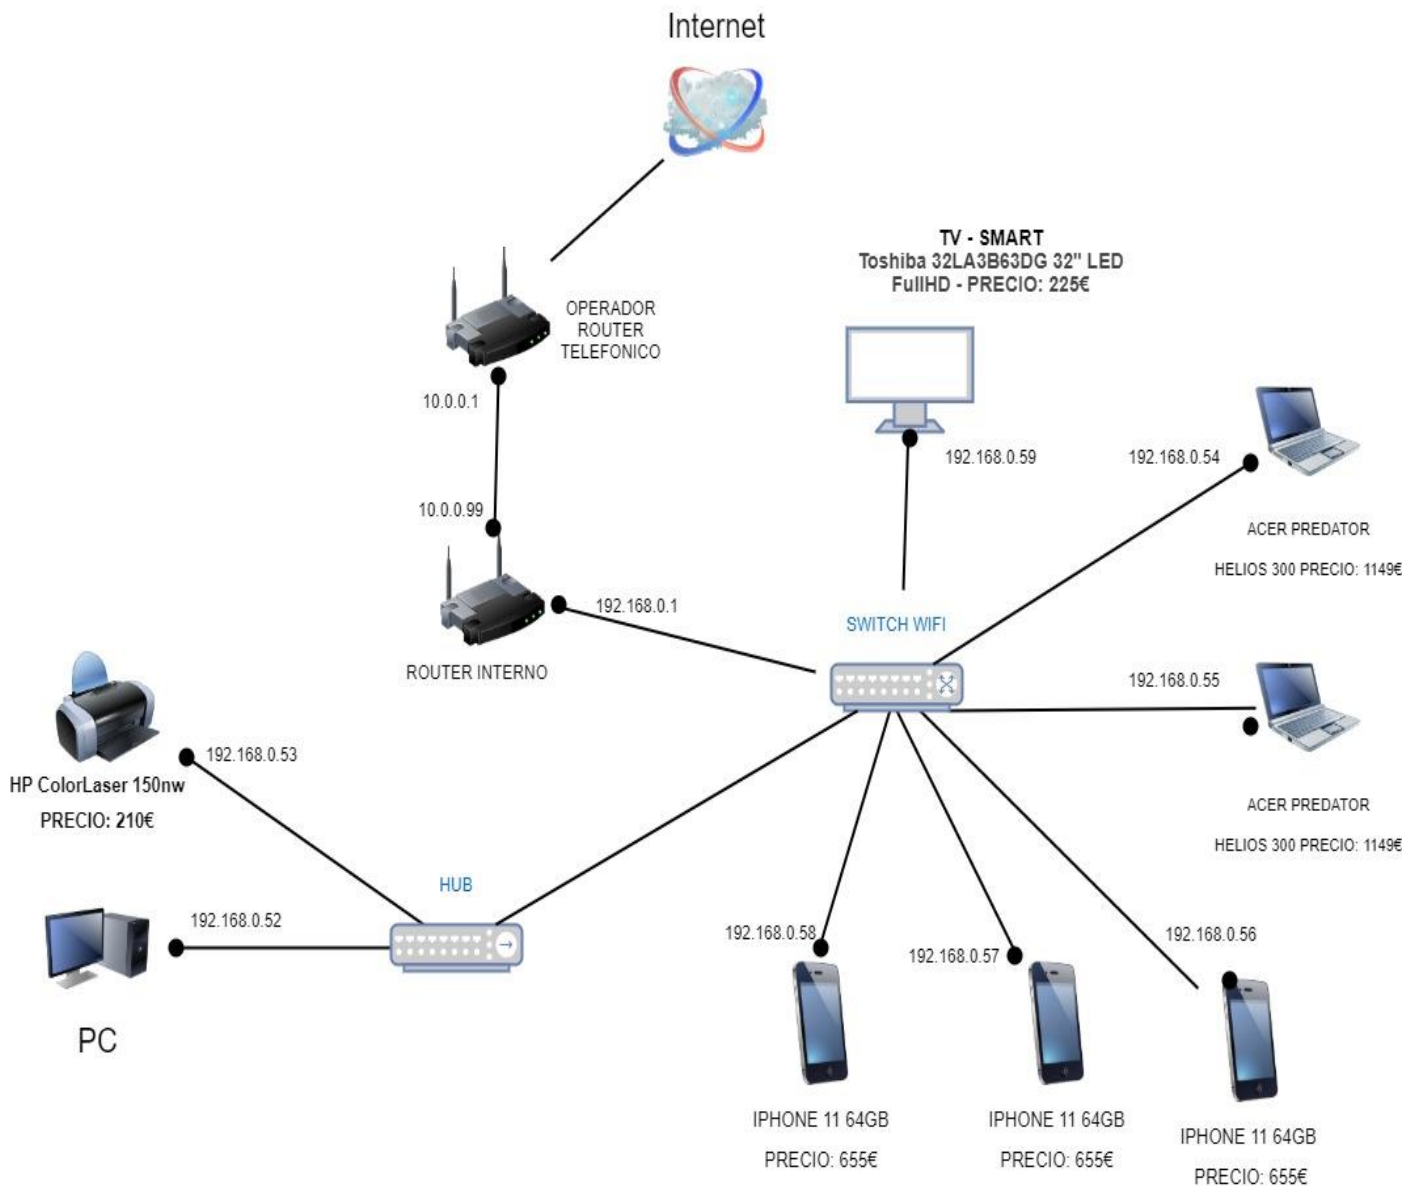 Internet
TV - SMART
Toshiba 32LA3B63DG 32" LED
FullHD - PRECIO: 225€
OPERADOR
ROUTER
TELEFONICO
10.0.0.1
192.168.0.59
192.168.0.54
10.0.0.99
ACER PREDATOR
HELIOS 300 PRECIO: 1149€
192.168.0.1
SWITCH WIFI
ROUTER INTERNO
192.168.0.55
192.168.0.53
HP ColorLaser 150nw
PRECIO: 210€
ACER PREDATOR
HELIOS 300 PRECIO: 1149€
HUB
192.168.0.52
192.168.0.58
192.168.0.57
192.168.0.56
PC
IPHONE 11 64GB
PRECIO: 655€
IPHONE 11 64GB
PRECIO: 655€
IPHONE 11 64GB
PRECIO: 655€